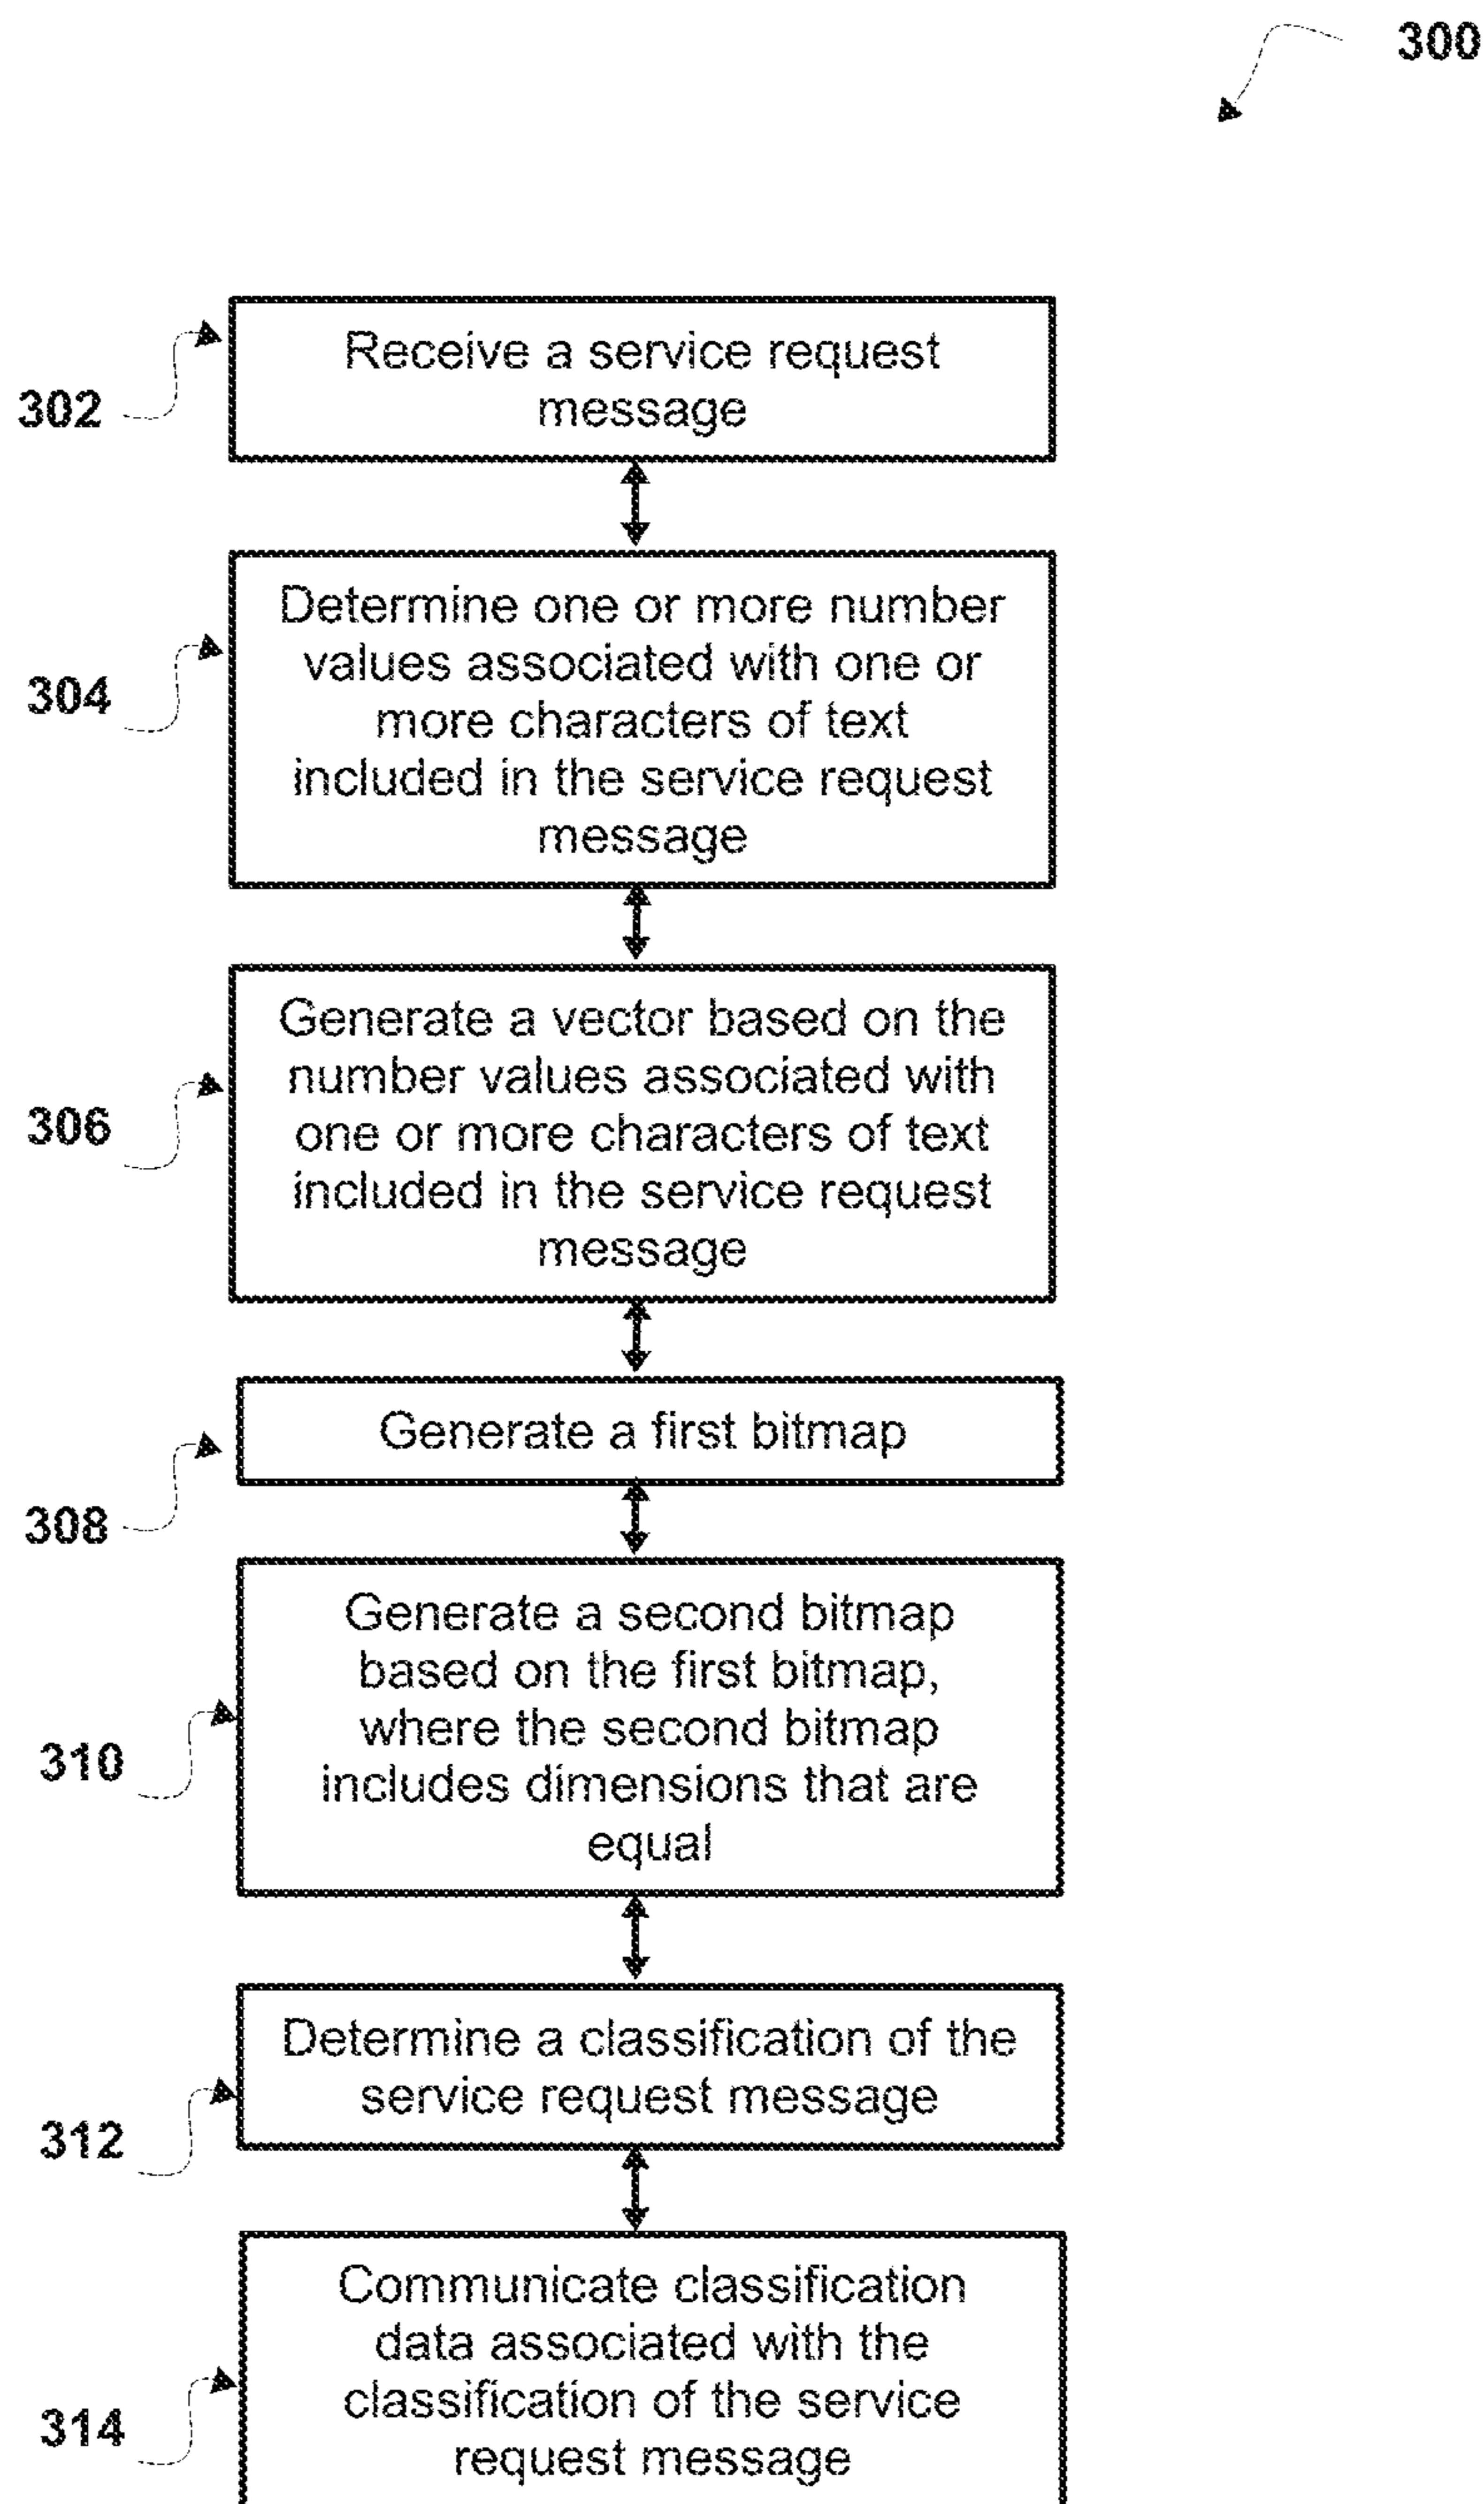 300
302
Receive a service request
message
304
Determine one or more number
values associated with one or
more characters of text
included in the service request
message
306
Generate a vector based on the
number values associated with
one or more characters of text
included in the service request
message
308
Generate a first bitmap
310
Generate a second bitmap
based on the first bitmap,
where the second bitmap
includes dimensions that are
equal
312
Determine a classification of the
service request message
314
Communicate classification
data associated with the
classification of the service
request message